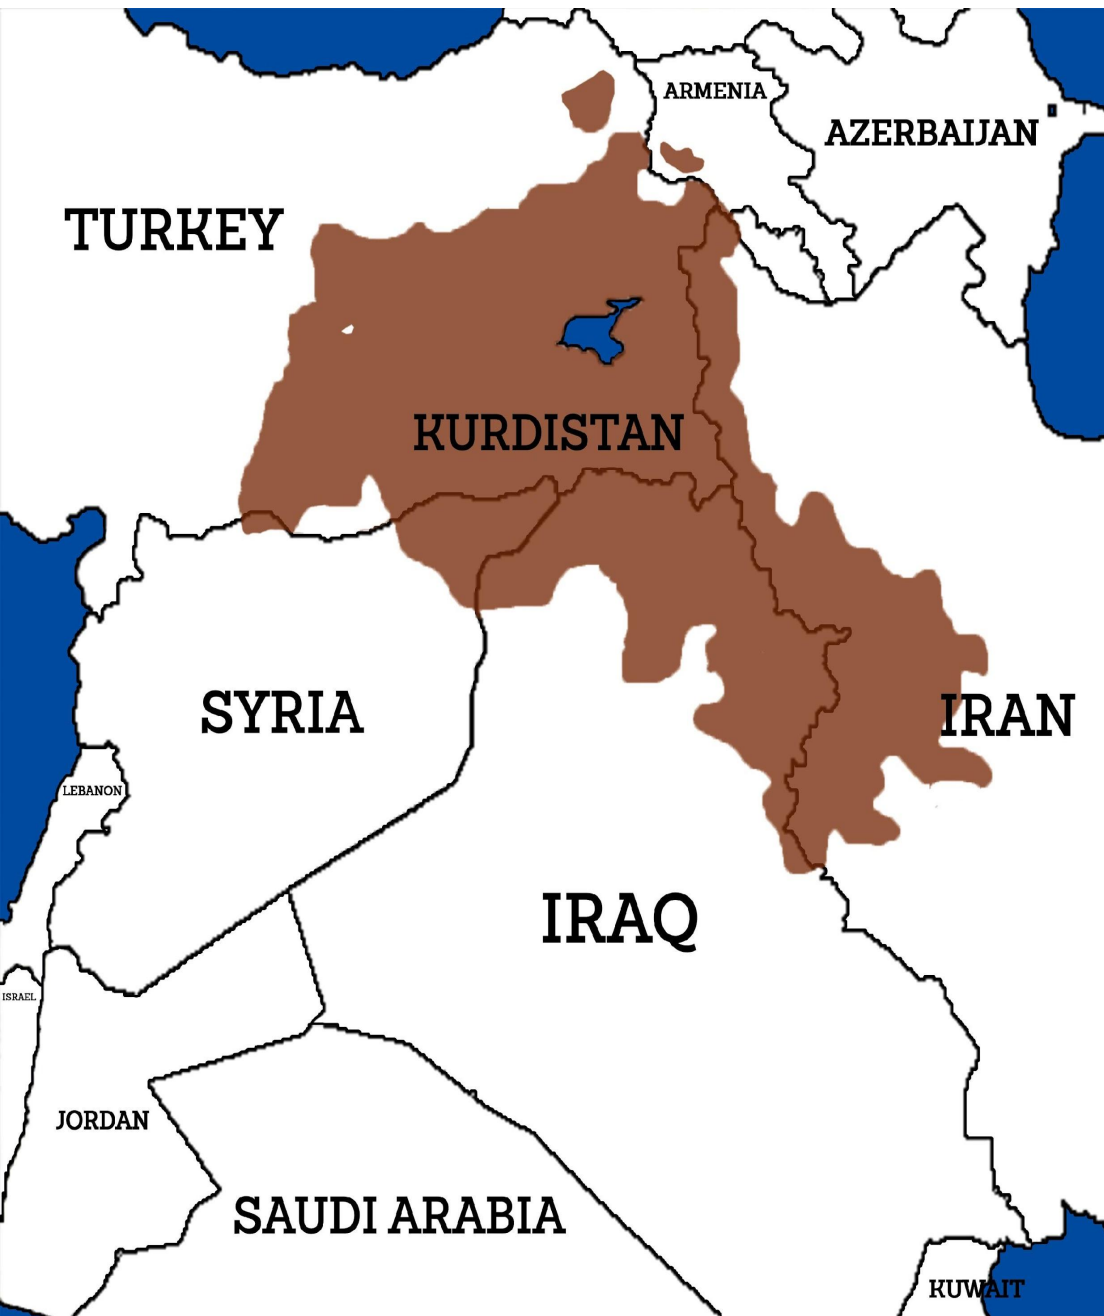 ARMENIA
AZERBAIJAN
TURKEY
KURDISTAN
SYRIA
IRAN
LEBANON
IRAQ
ISRAEL
JORDAN
SAUDI ARABIA
KUWAIT